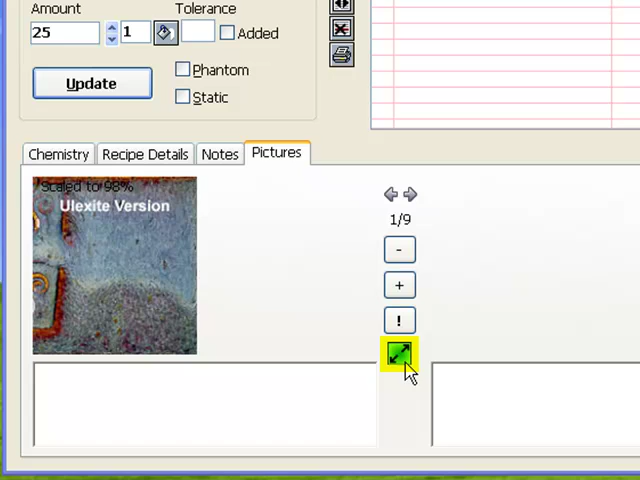 Amount
Tolerance
25
1
Added
Update
Phantom
Static
Chemistry
Recipe Details
Notes
Pictures
Scaled to 98%
Ulexite Version
1/9
-
+
!